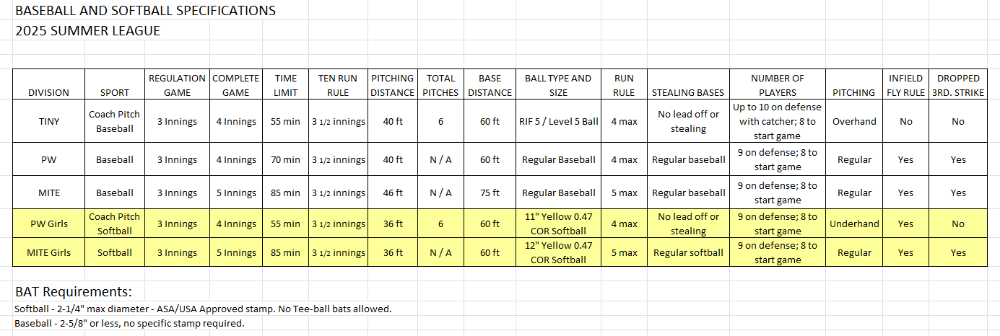 BASEBALL AND SOFTBALL SPECIFICATIONS
2025 SUMMER LEAGUE
DIVISION SPORT REGULATION GAME COMPLETE GAME TIME LIMIT TEN RUN RULE PITCHING DISTANCE TOTAL PITCHES BASE DISTANCE BALL TYPE AND SIZE RUN RULE STEALING BASES NUMBER OF PLAYERS PITCHING INFIELD FLY RULE DROPPED 3RD. STRIKE
TINY Coach Pitch Baseball 3 Innings 4 Innings 55 min 3 1/2 innings 40 ft 6 60 ft RIF 5 / Level 5 Ball 4 max No lead off or stealing Up to 10 on defense with catcher; 8 to start game Overhand No No
PW Baseball 3 Innings 4 Innings 70 min 3 1/2 innings 40 ft N / A 60 ft Regular Baseball 4 max Regular baseball 9 on defense; 8 to start game Regular Yes Yes
MITE Baseball 3 Innings 5 Innings 85 min 3 1/2 innings 46 ft N / A 75 ft Regular Baseball 5 max Regular baseball 9 on defense; 8 to start game Regular Yes Yes
PW Girls Coach Pitch Softball 3 Innings 4 Innings 55 min 3 1/2 innings 36 ft 6 60 ft 11" Yellow 0.47 COR Softball 4 max No lead off or stealing 9 on defense; 8 to start game Underhand Yes No
MITE Girls Softball 3 Innings 5 Innings 85 min 3 1/2 innings 36 ft N / A 60 ft 12" Yellow 0.47 COR Softball 5 max Regular softball 9 on defense; 8 to start game Regular Yes Yes
BAT Requirements:
Softball - 2-1/4" max diameter - ASA/USA Approved stamp. No Tee-ball bats allowed.
Baseball - 2-5/8" or less, no specific stamp required.